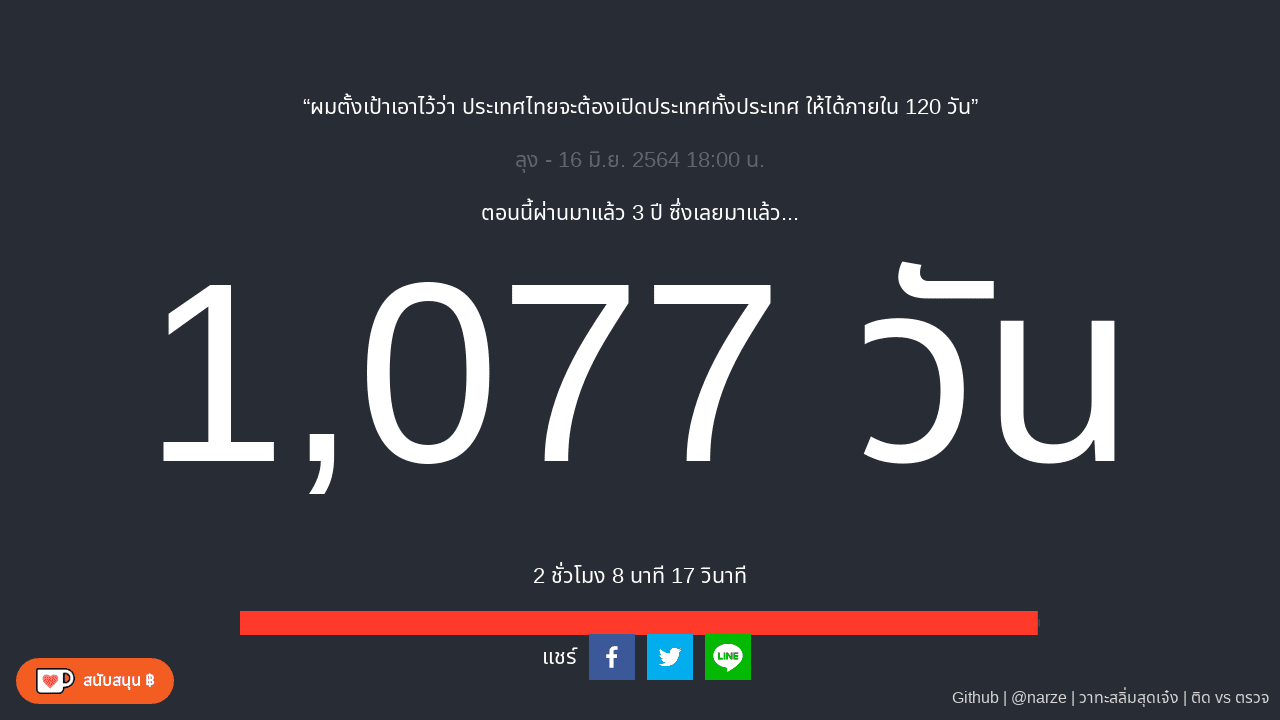 “ผมตั้งเป้าเอาไว้ว่า ประเทศไทยจะต้องเปิดประเทศทั้งประเทศ ให้ได้ภายใน 120 วัน”
ลุง - 16 มิ.ย. 2564 18:00 น.
ตอนนี้ผ่านมาแล้ว 3 ปี ซึ่งเลยมาแล้ว...
1,077 วัน
2 ชั่วโมง 8 นาที 17 วินาที
แชร์
LINE
สนับสนุน ฿
Github | @narze | วาทะสลิ่มสุดเจ๋ง | ติด vs ตรวจ